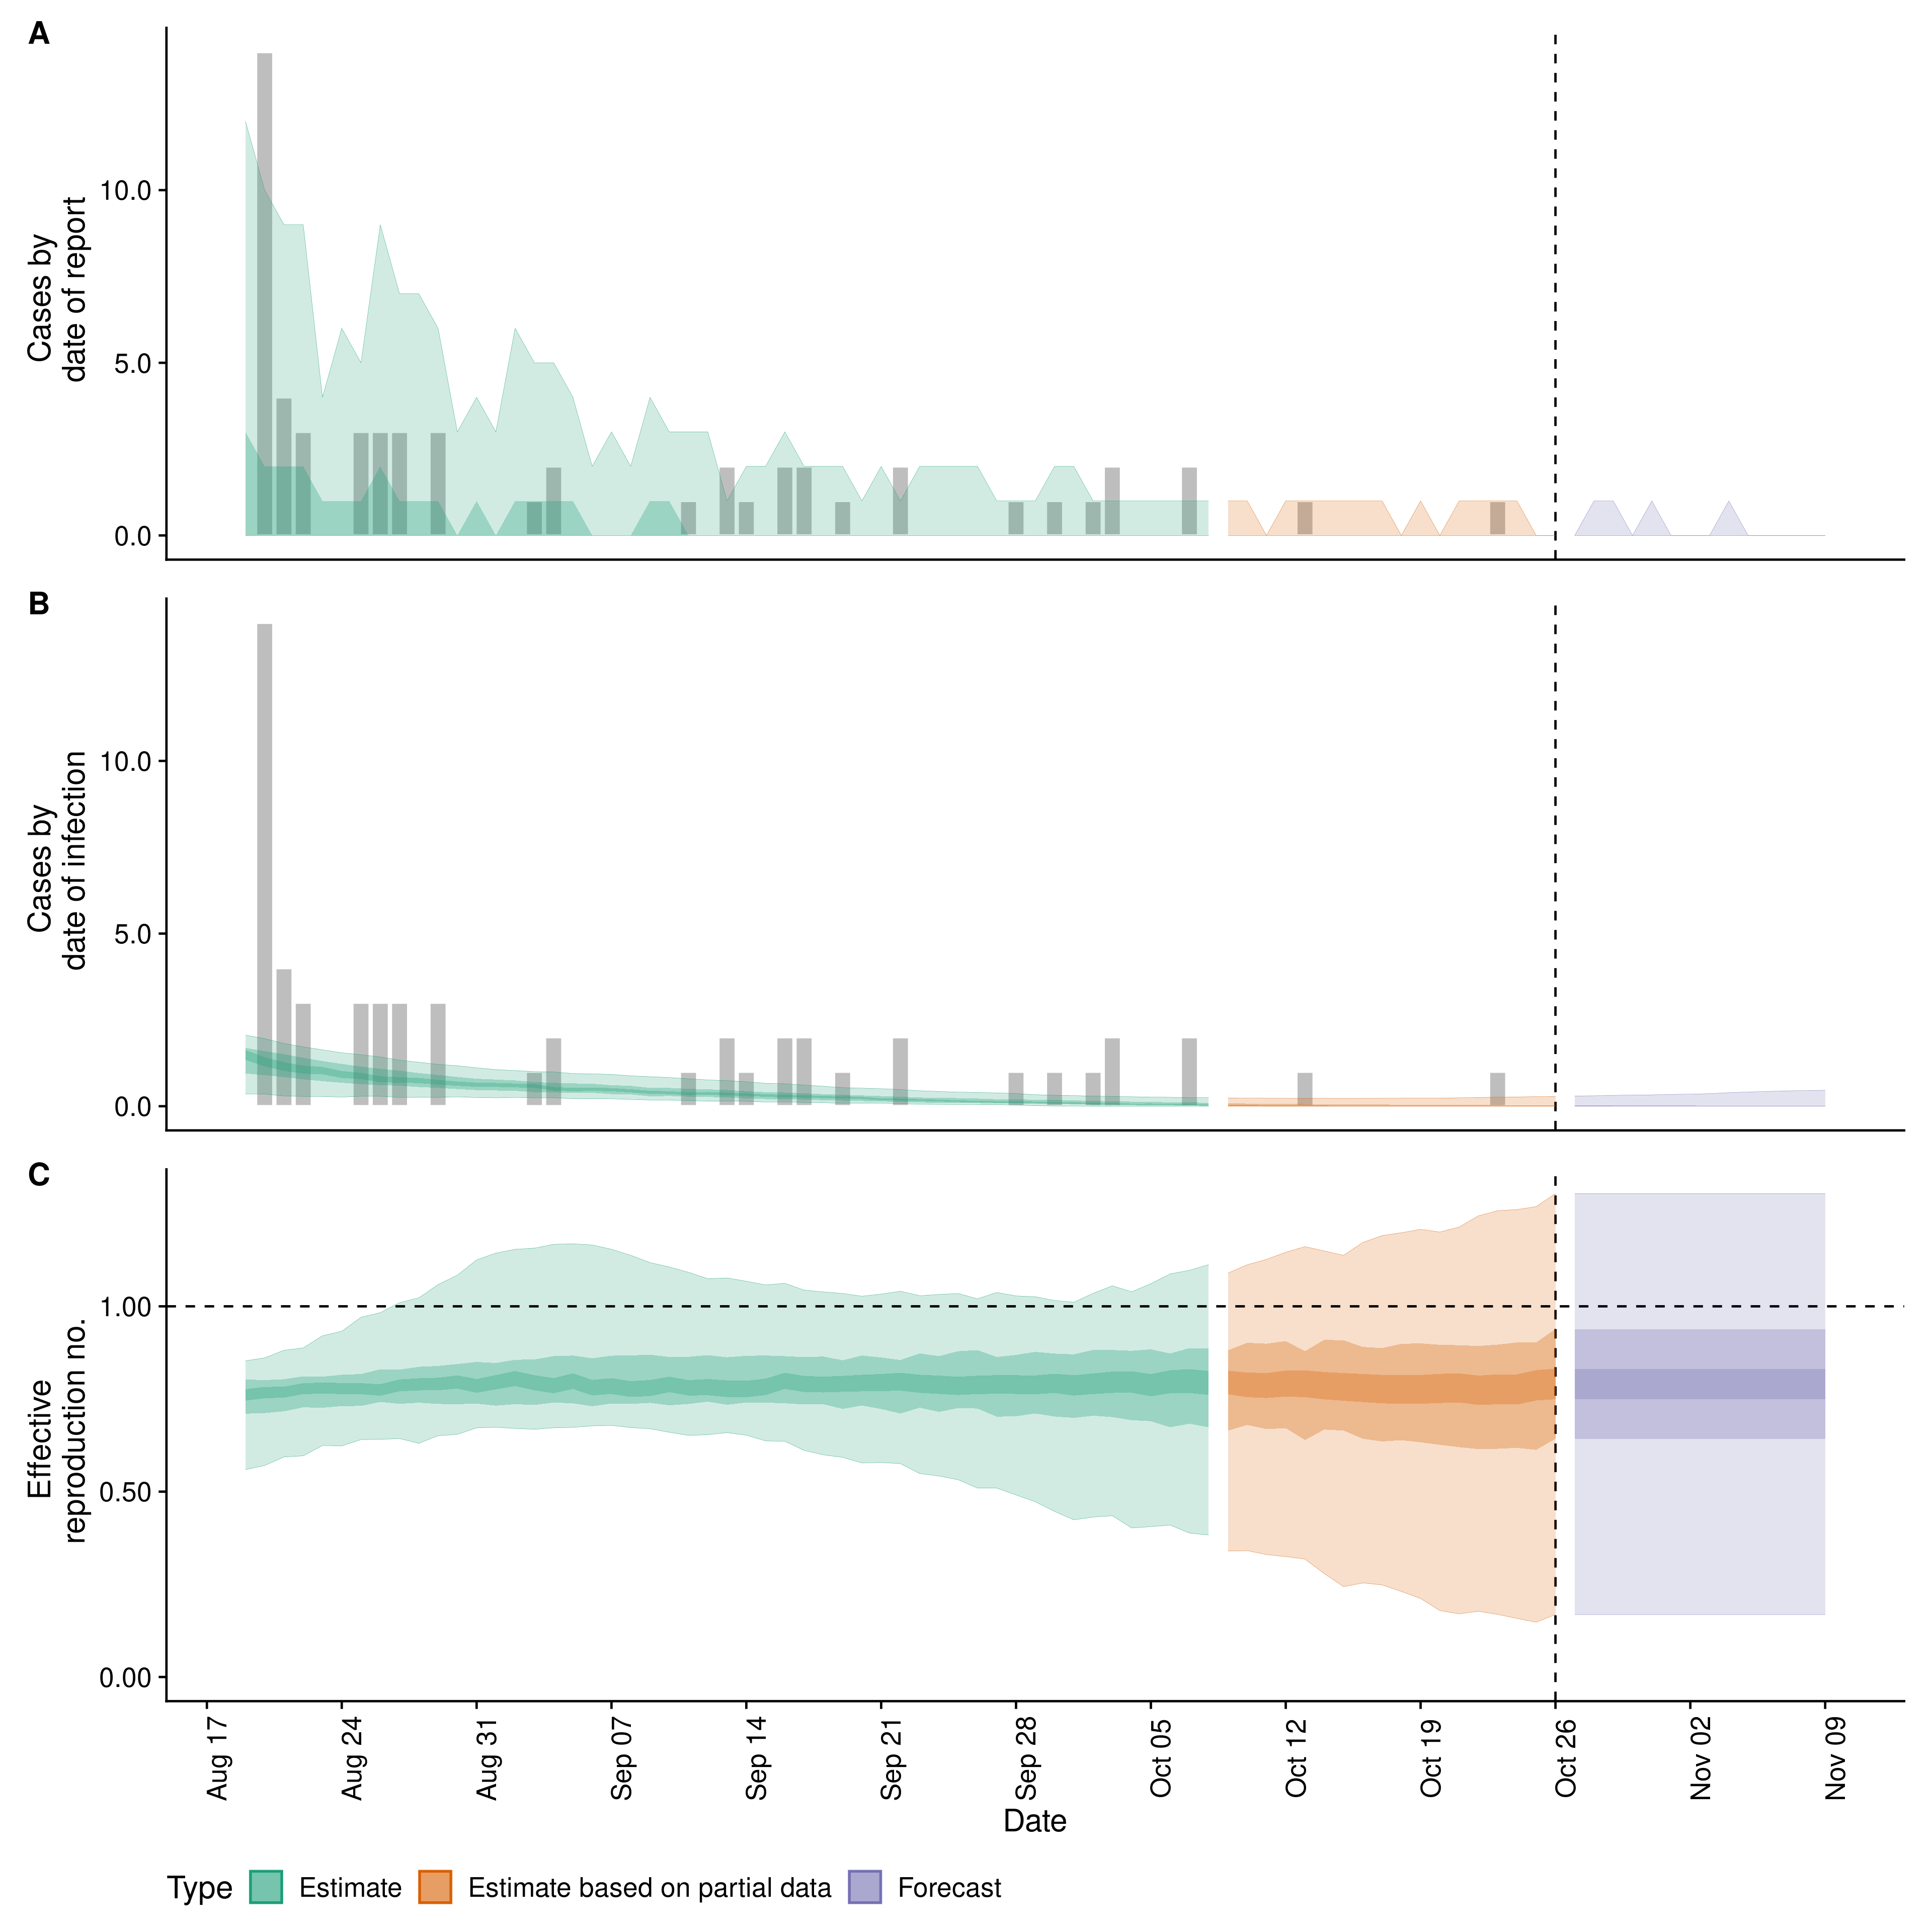 A
Cases by
date of report
10.0
5.0
0.0
B
Cases by
date of infection
10.0
5.0
0.0
C
Effective
reproduction no.
1.00
0.50
0.00
Aug 17
Aug 24
Aug 31
Sep 07
Sep 14
Sep 21
Sep 28
Oct 05
Oct 12
Oct 19
Oct 26
Nov 02
Nov 09
Date
Type Estimate Estimate based on partial data Forecast